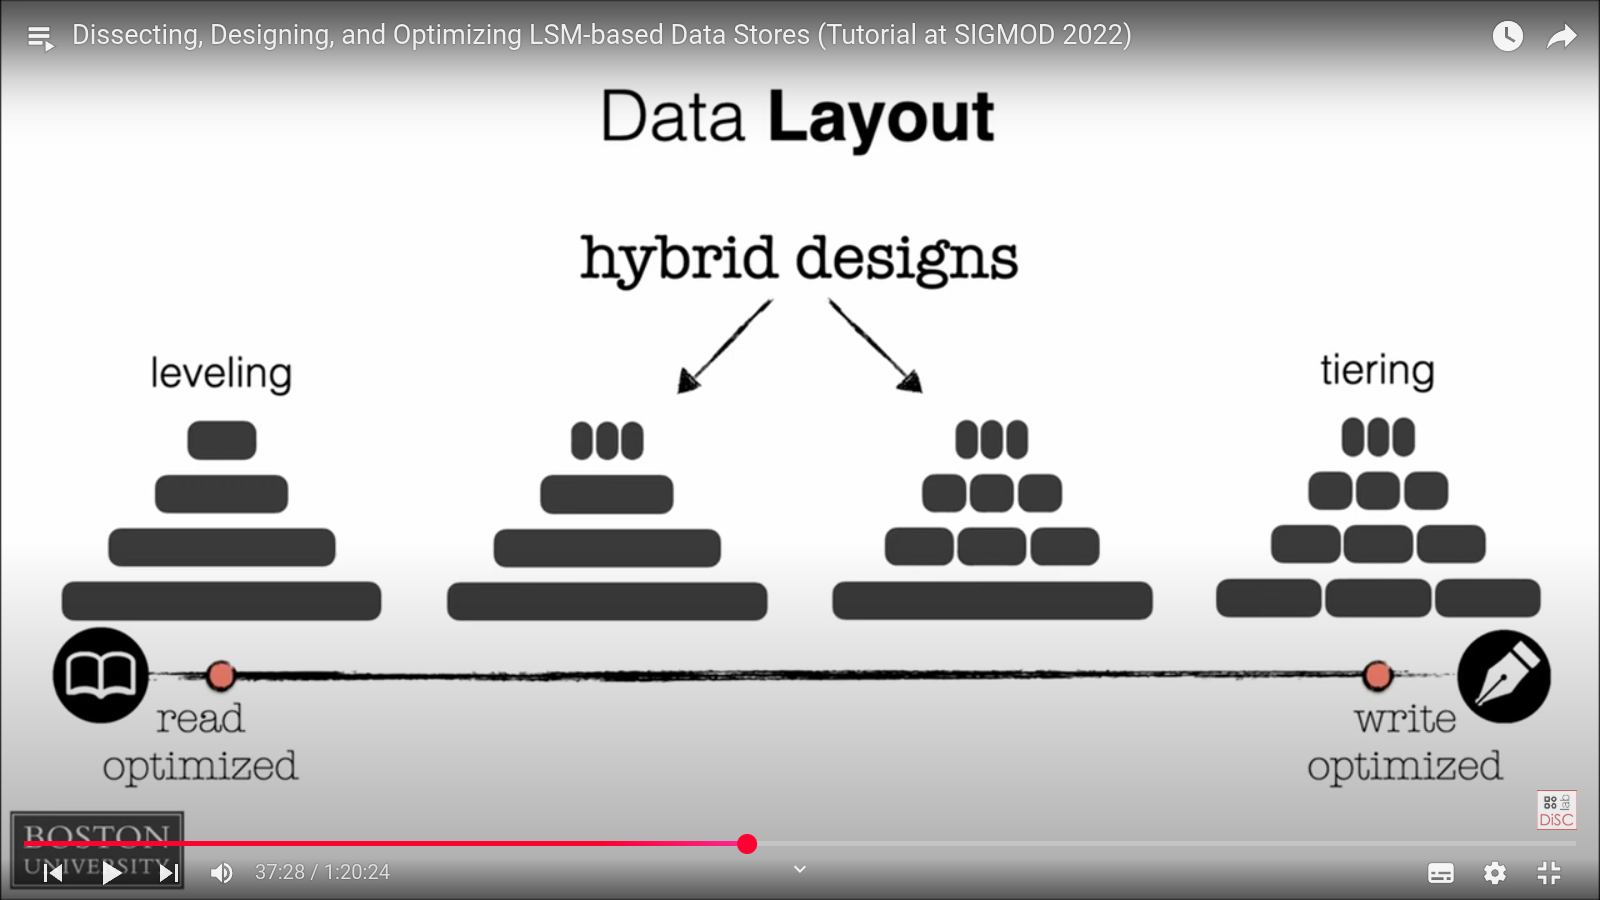 Dissecting, Designing, and Optimizing LSM-based Data Stores (Tutorial at SIGMOD 2022)
Data Layout
hybrid designs
leveling
tiering
read
optimized
write
optimized
lab
DiSC
BOSTON
UNIVERSITY
37:28 / 1:20:24